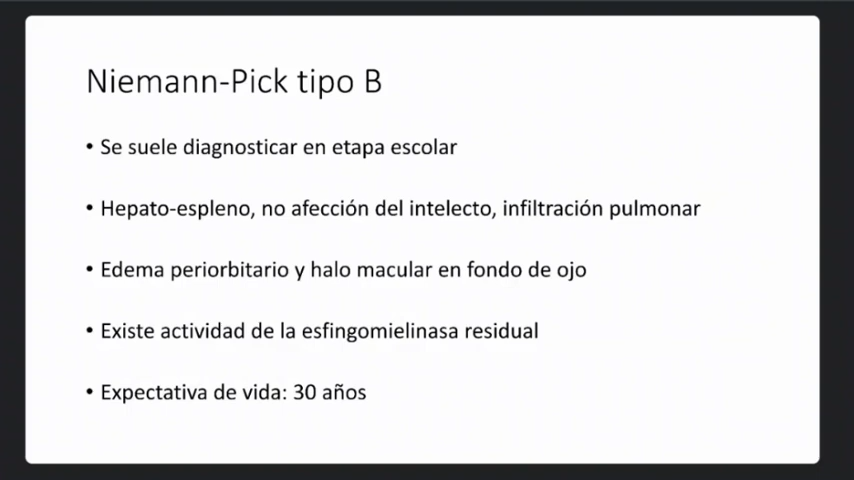 Niemann-Pick tipo B
• Se suele diagnosticar en etapa escolar
• Hepato-espleno, no afección del intelecto, infiltración pulmonar
• Edema periorbitario y halo macular en fondo de ojo
• Existe actividad de la esfingomielinasa residual
• Expectativa de vida: 30 años